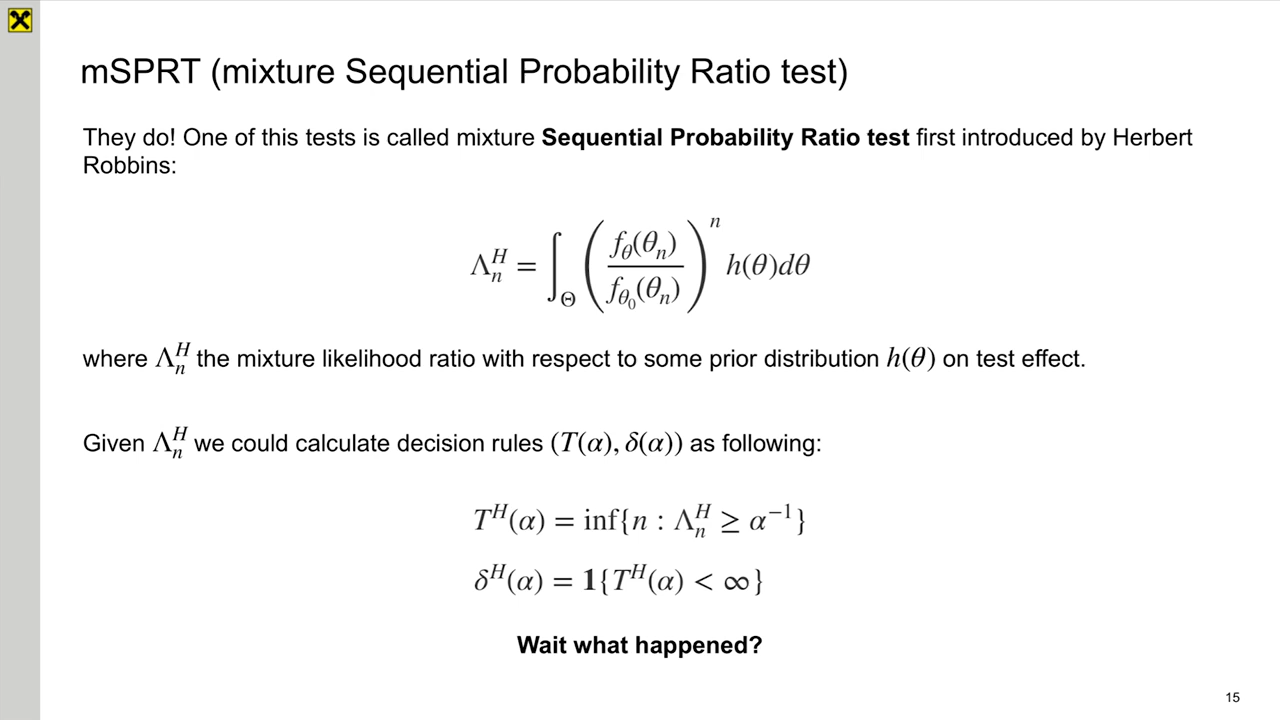 mSPRT (mixture Sequential Probability Ratio test)
They do! One of this tests is called mixture Sequential Probability Ratio test first introduced by Herbert
Robbins:
Λ_n^H = ∫_Θ ( f_θ(θ_n) / f_{θ_0}(θ_n) )^n h(θ)dθ
where Λ_n^H the mixture likelihood ratio with respect to some prior distribution h(θ) on test effect.
Given Λ_n^H we could calculate decision rules (T(α), δ(α)) as following:
T^H(α) = inf{n : Λ_n^H ≥ α^{−1}}
δ^H(α) = 1{T^H(α) < ∞}
Wait what happened?
15